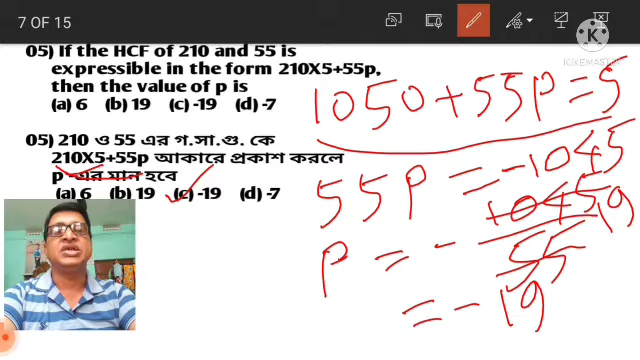 7 OF 15
05) If the HCF of 210 and 55 is
expressible in the form 210X5+55p,
then the value of p is
(a) 6 (b) 19 (c) -19 (d) -7
05) 210 ও 55 এর গ.সা.গু. কে
210X5+55p আকারে প্রকাশ করলে
p এর মান হবে
(a) 6 (b) 19 (c) -19 (d) -7
1050+55P=5
55P=-1045
P=-1045 19
55
=-19
KINEMASTER